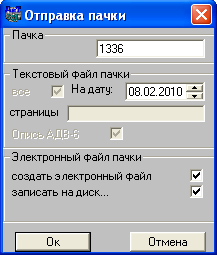 Отправка пачки
Пачка
1336
Текстовый файл пачки
все
На дату:
08.02.2010
страницы
Опись АДВ-6
Электронный файл пачки
создать электронный файл
записать на диск...
Ок
Отмена